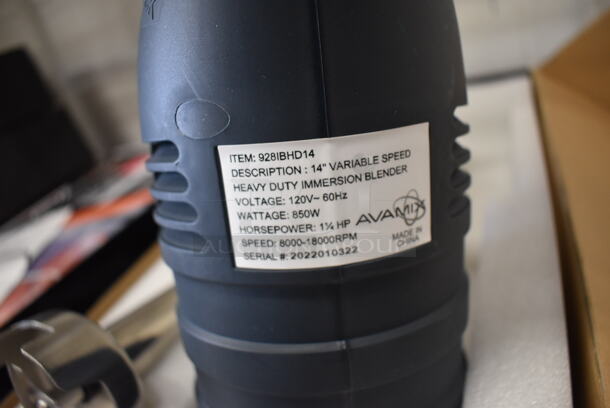 ITEM: 928IBHD14
DESCRIPTION : 14" VARIABLE SPEED
HEAVY DUTY IMMERSION BLENDER
VOLTAGE: 120V~ 60Hz
WATTAGE: 850W
HORSEPOWER: 1¼ HP
SPEED: 8000-18000RPM
SERIAL #: 2022010322
AVAMIX
MADE IN
CHINA